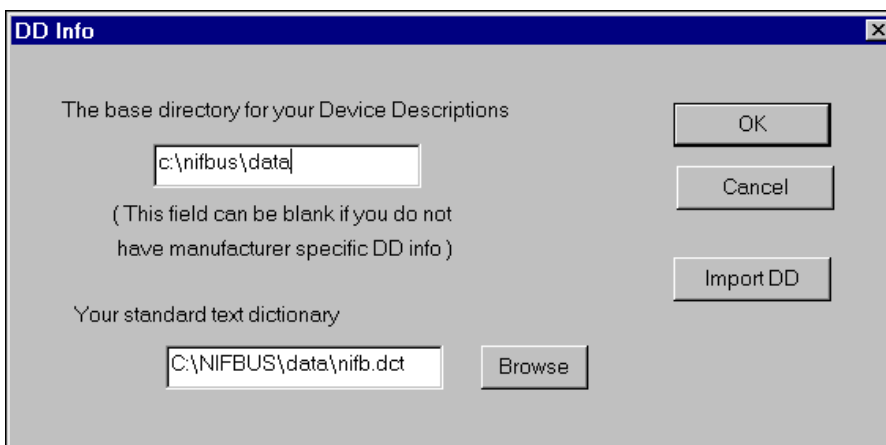 DD Info
The base directory for your Device Descriptions
OK
c:\nifbus\data
Cancel
( This field can be blank if you do not
have manufacturer specific DD info )
Import DD
Your standard text dictionary
C:\NIFBUS\data\nifb.dct
Browse